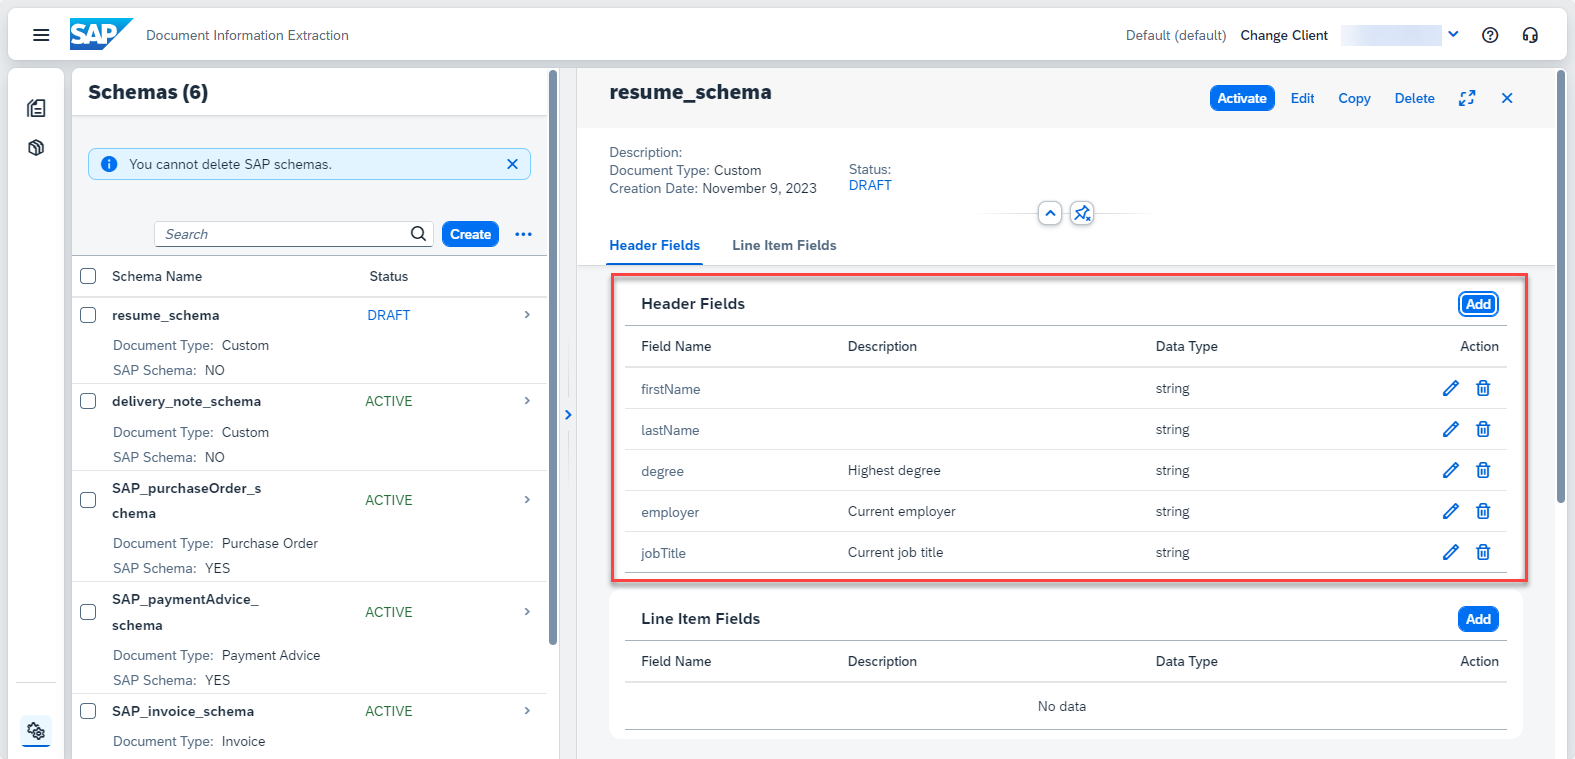 SAP
Document Information Extraction
Default (default)
Change Client
Schemas (6)
You cannot delete SAP schemas.
Search
Create
Schema Name Status
resume_schema DRAFT
Document Type: Custom
SAP Schema: NO
delivery_note_schema ACTIVE
Document Type: Custom
SAP Schema: NO
SAP_purchaseOrder_s
chema
ACTIVE
Document Type: Purchase Order
SAP Schema: YES
SAP_paymentAdvice_
schema
ACTIVE
Document Type: Payment Advice
SAP Schema: YES
SAP_invoice_schema ACTIVE
Document Type: Invoice
resume_schema
Activate Edit Copy Delete
Description:
Document Type: Custom
Creation Date: November 9, 2023
Status:
DRAFT
Header Fields Line Item Fields
Header Fields Add
Field Name Description Data Type Action
firstName string
lastName string
degree Highest degree string
employer Current employer string
jobTitle Current job title string
Line Item Fields Add
Field Name Description Data Type Action
No data